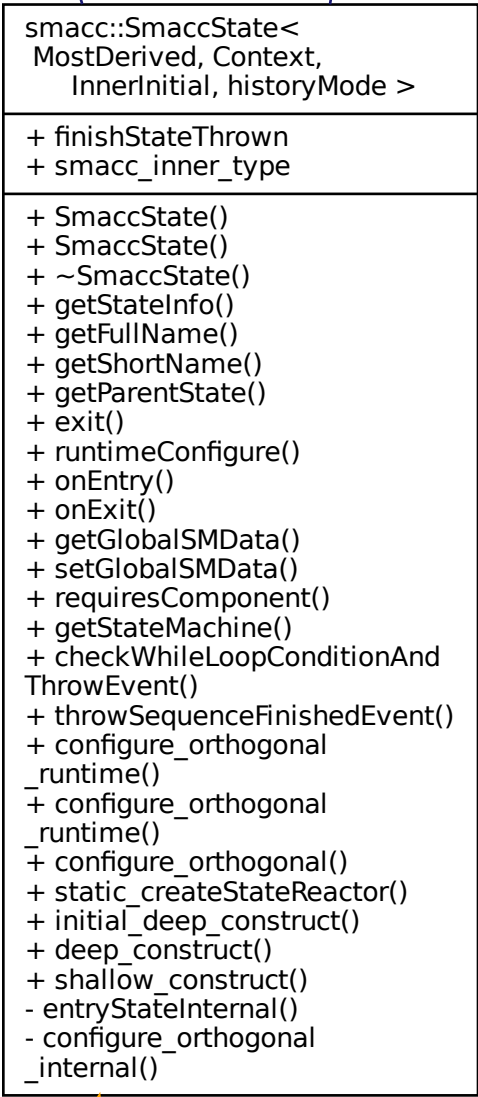 smacc::SmaccState<
MostDerived, Context,
InnerInitial, historyMode >
+ finishStateThrown
+ smacc_inner_type
+ SmaccState()
+ SmaccState()
+ ~SmaccState()
+ getStateInfo()
+ getFullName()
+ getShortName()
+ getParentState()
+ exit()
+ runtimeConfigure()
+ onEntry()
+ onExit()
+ getGlobalSMData()
+ setGlobalSMData()
+ requiresComponent()
+ getStateMachine()
+ checkWhileLoopConditionAnd
ThrowEvent()
+ throwSequenceFinishedEvent()
+ configure_orthogonal
_runtime()
+ configure_orthogonal
_runtime()
+ configure_orthogonal()
+ static_createStateReactor()
+ initial_deep_construct()
+ deep_construct()
+ shallow_construct()
- entryStateInternal()
- configure_orthogonal
_internal()